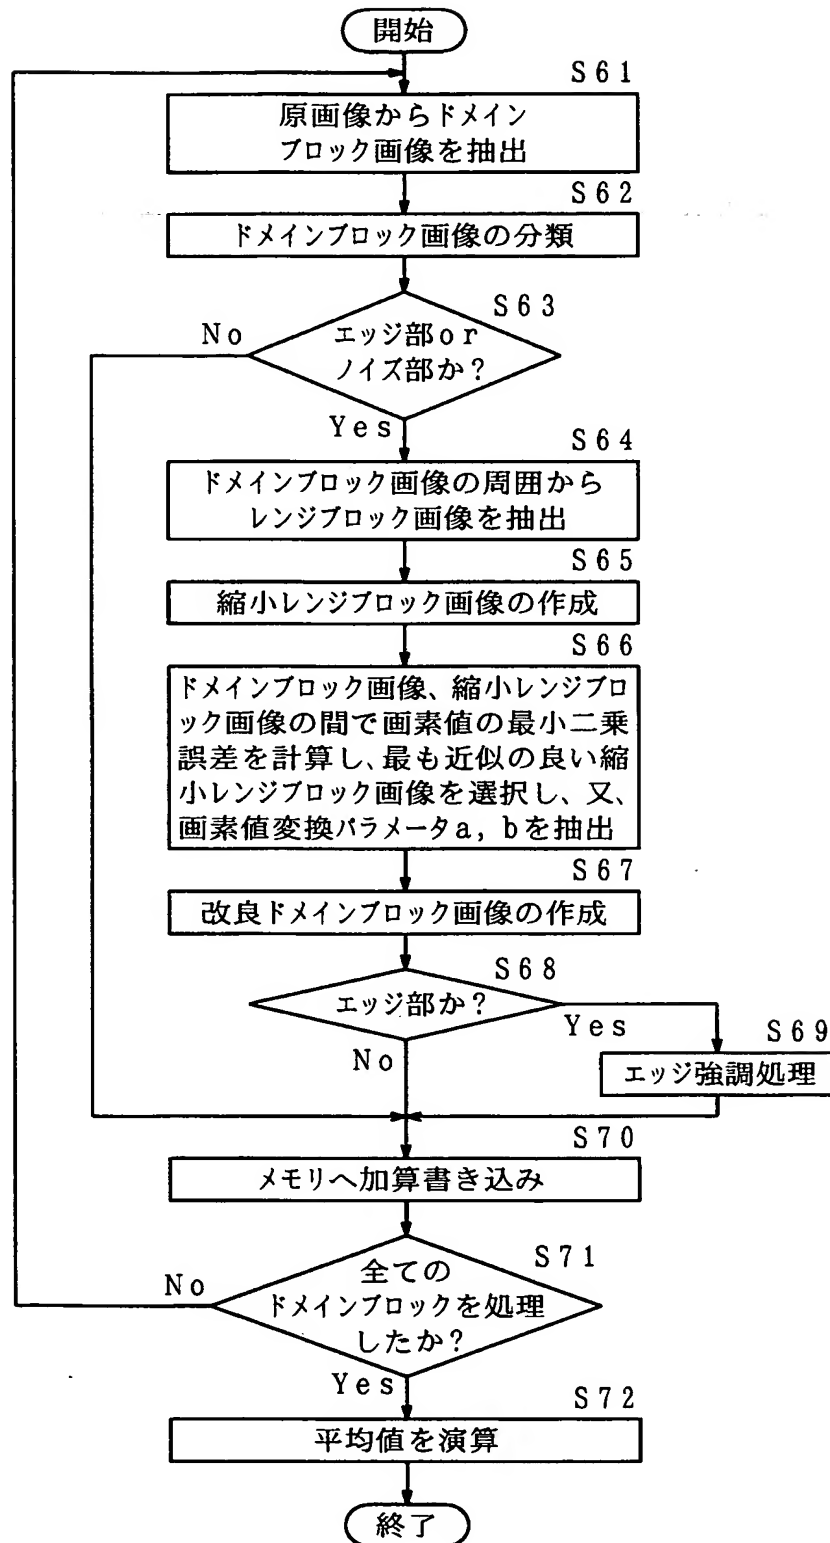 開始
S61
原画像からドメイン
ブロック画像を抽出
S62
ドメインブロック画像の分類
S63
No
エッジ部or
ノイズ部か?
Yes
S64
ドメインブロック画像の周囲から
レンジブロック画像を抽出
S65
縮小レンジブロック画像の作成
S66
ドメインブロック画像、縮小レンジブロ
ック画像の間で画素値の最小二乗
誤差を計算し、最も近似の良い縮
小レンジブロック画像を選択し、又、
画素値変換パラメータa, bを抽出
S67
改良ドメインブロック画像の作成
S68
エッジ部か?
Yes
No
S69
エッジ強調処理
S70
メモリへ加算書き込み
S71
No
全ての
ドメインブロックを処理
したか?
Yes
S72
平均値を演算
終了